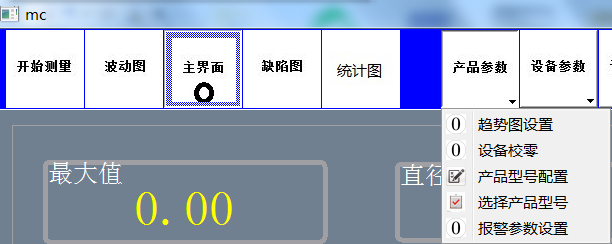 mc
开始测量 波动图 主界面 缺陷图 统计图 产品参数 设备参数
O
0 趋势图设置
0 设备校零
产品型号配置
选择产品型号
0 报警参数设置
最大值 直径
0.00